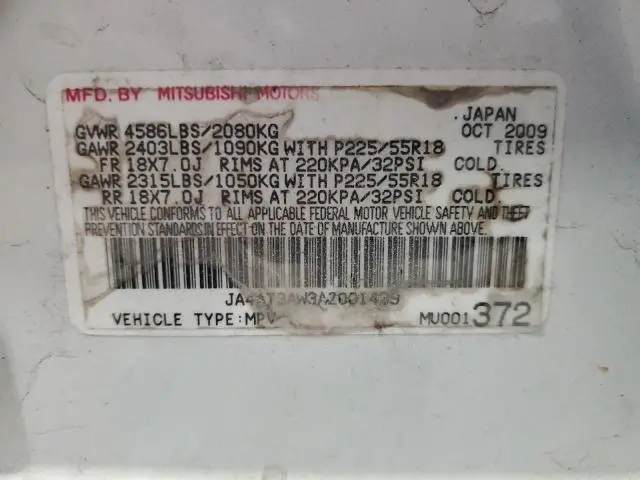 MFD. BY MITSUBISHI MOTORS
JAPAN
GVWR 4586LBS/2080KG OCT 2009
GAWR 2403LBS/1090KG WITH P225/55R18 TIRES
FR 18X7.0J RIMS AT 220KPA/32PSI COLD.
GAWR 2315LBS/1050KG WITH P225/55R18 TIRES
RR 18X7.0J RIMS AT 220KPA/32PSI COLD.
THIS VEHICLE CONFORMS TO ALL APPLICABLE FEDERAL MOTOR VEHICLE SAFETY AND THEFT
PREVENTION STANDARDS IN EFFECT ON THE DATE OF MANUFACTURE SHOWN ABOVE.
VEHICLE TYPE:MPV MU001372